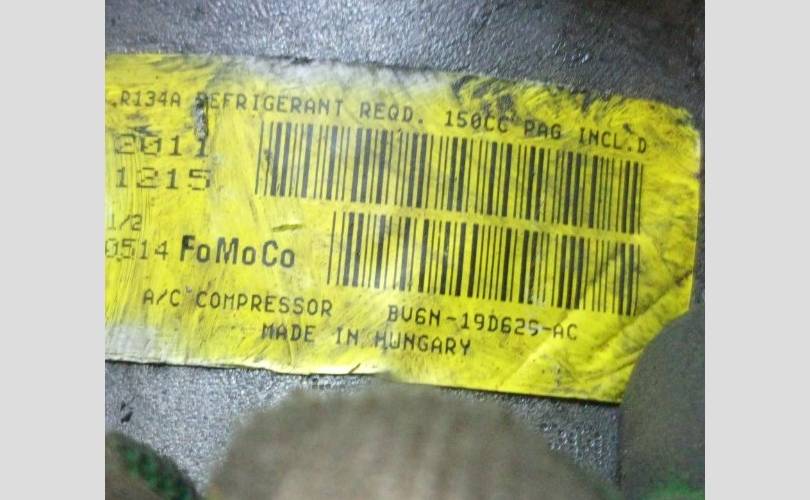 R134A REFRIGERANT REQD. 150CC PAG INCL.D
2011
1215
1/2
0514 FoMoCo
A/C COMPRESSOR BV6N-19D629-AC
MADE IN HUNGARY